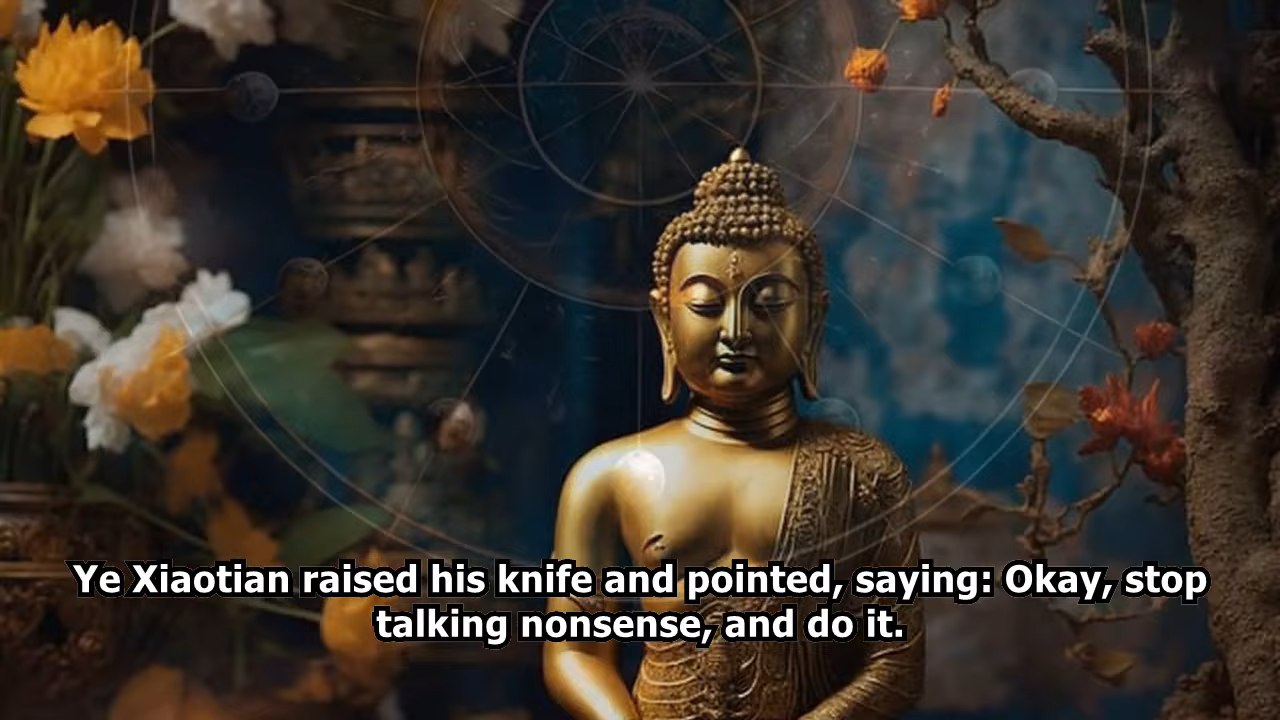 Ye Xiaotian raised his knife and pointed, saying: Okay, stop
talking nonsense, and do it.